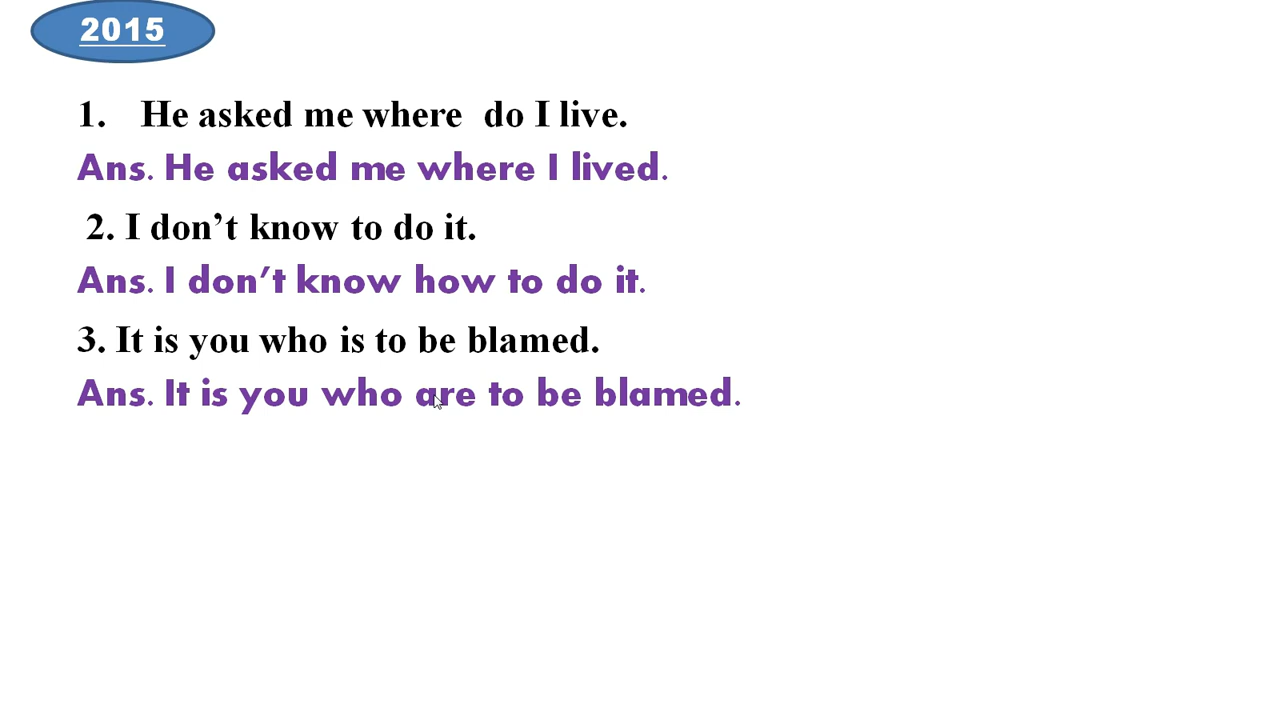 2015
1. He asked me where do I live.
Ans. He asked me where I lived.
2. I don’t know to do it.
Ans. I don’t know how to do it.
3. It is you who is to be blamed.
Ans. It is you who are to be blamed.